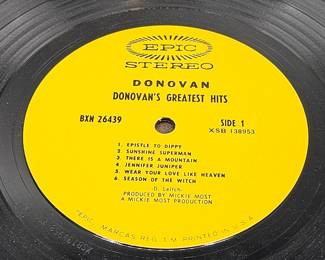 EPIC
STEREO
DONOVAN
DONOVAN'S GREATEST HITS
BXN 26439
SIDE 1
XSB 138953
1. EPISTLE TO DIPPY
2. SUNSHINE SUPERMAN
3. THERE IS A MOUNTAIN
4. JENNIFER JUNIPER
5. WEAR YOUR LOVE LIKE HEAVEN
6. SEASON OF THE WITCH
D. Leitch
PRODUCED BY MICKIE MOST
A MICKIE MOST PRODUCTION
"EPIC", MARCAS REG. T.M. PRINTED IN U.S.A.